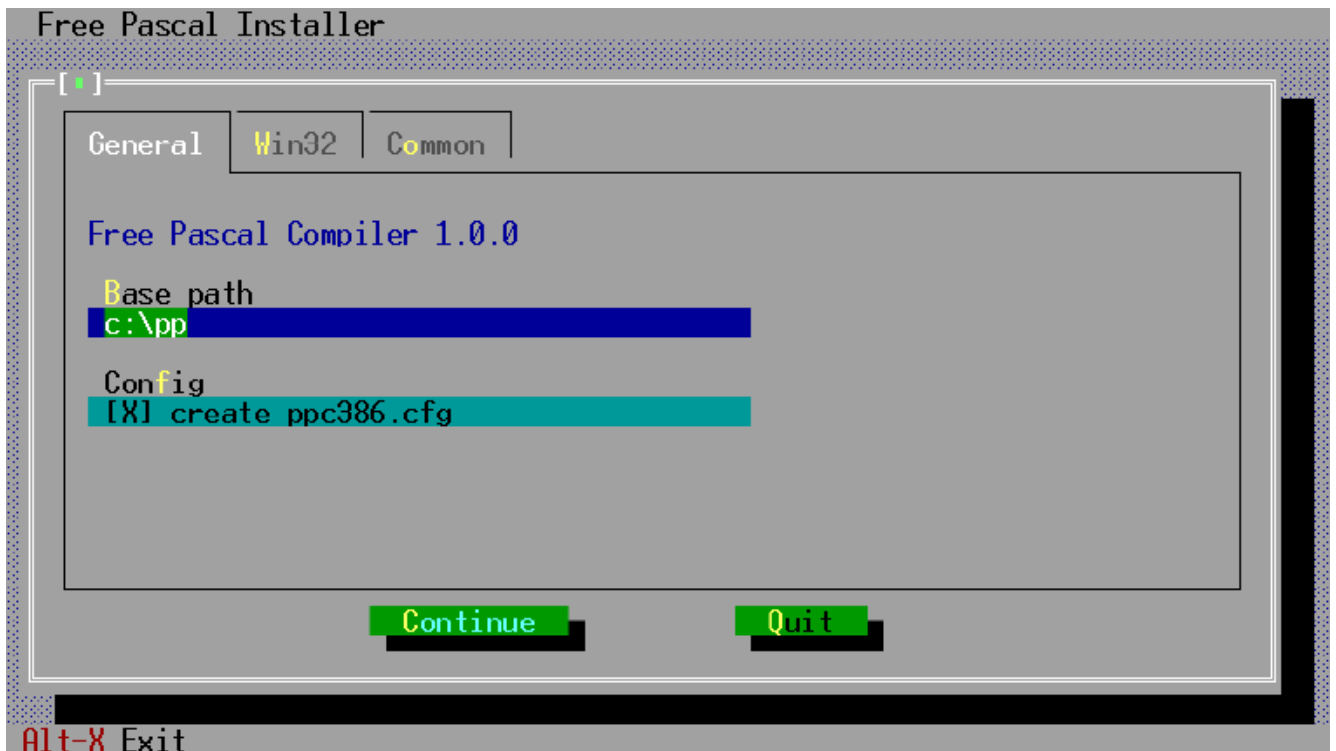 Free Pascal Installer
[▪]
General Win32 Common
Free Pascal Compiler 1.0.0
Base path
c:\pp
Config
[X] create ppc386.cfg
Continue Quit
Alt-X Exit